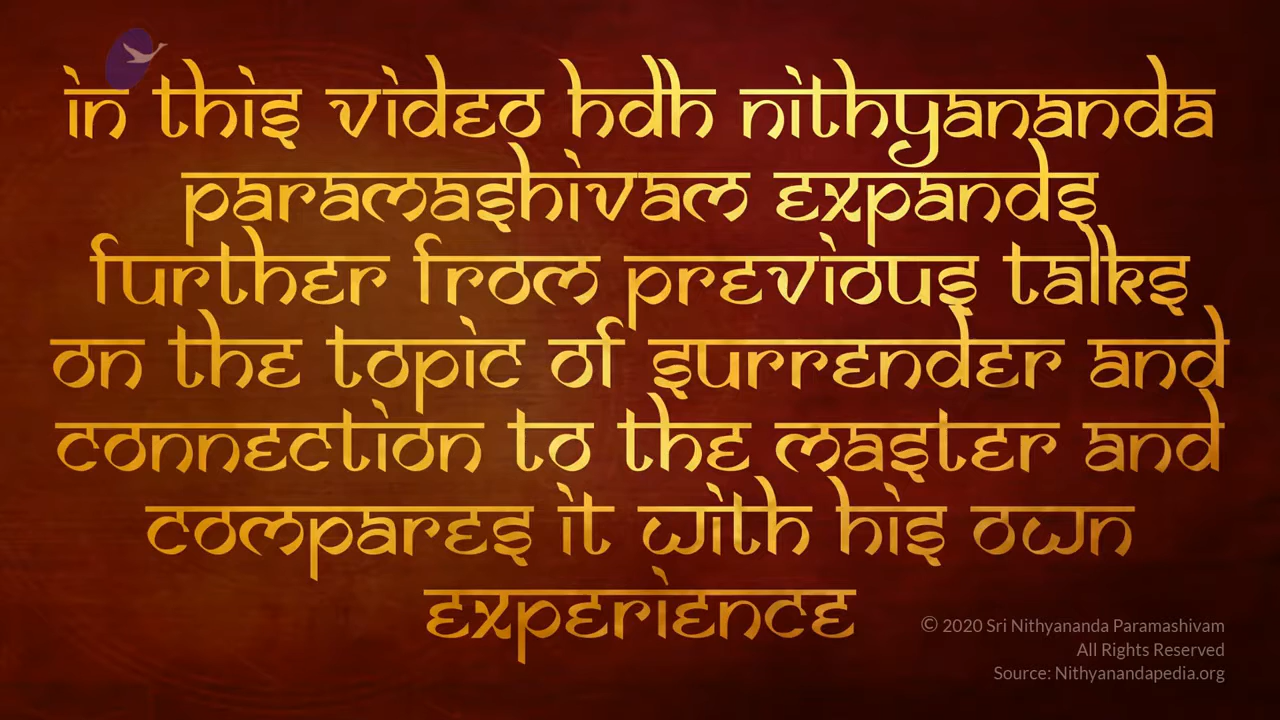 in this video hdh nithyananda
paramashivam expands
further from previous talks
on the topic of surrender and
connection to the master and
compares it with his own
experience
© 2020 Sri Nithyananda Paramashivam
All Rights Reserved
Source: Nithyanandapedia.org